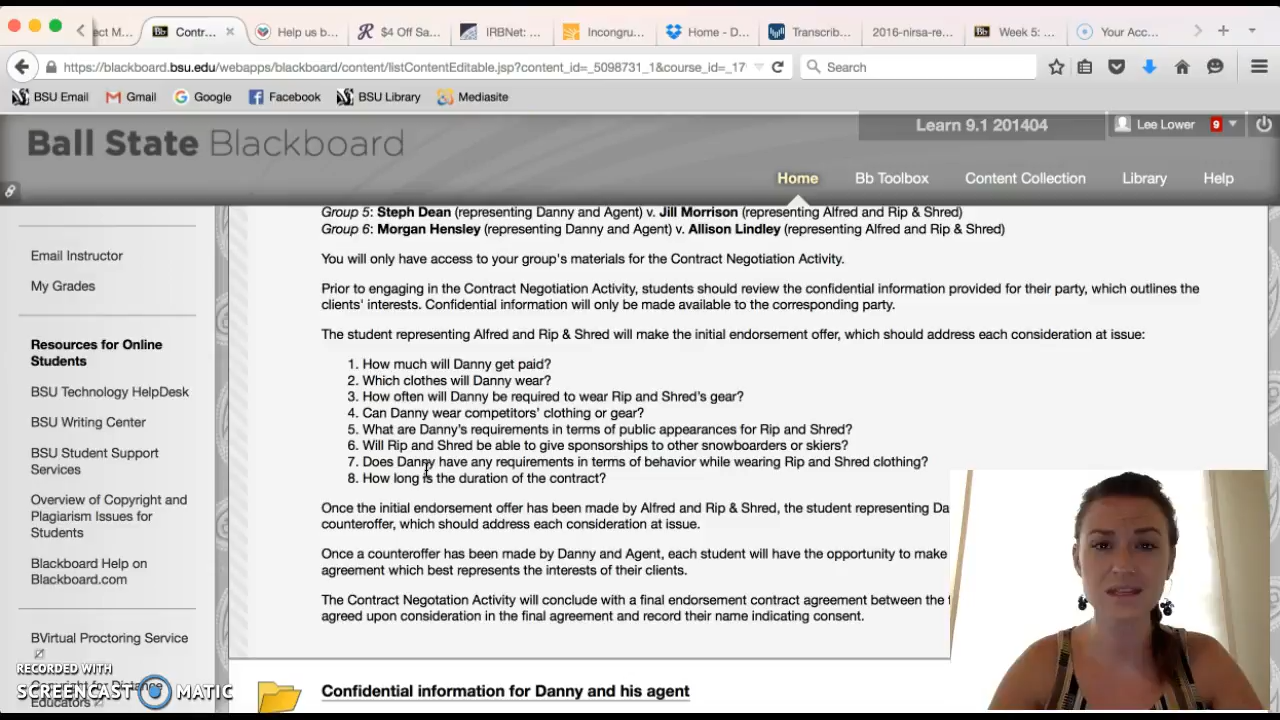 ect M...
Contr...
Help us b...
$4 Off Sa...
IRBNet: ...
Incongru...
Home - D...
Transcrib...
2016-nirsa-re...
Bb Week 5: ...
Your Acc...
https://blackboard.bsu.edu/webapps/blackboard/content/listContentEditable.jsp?content_id=_5098731_1&course_id=_17
Search
BSU Email
Gmail
Google
Facebook
BSU Library
Mediasite
Ball State Blackboard
Learn 9.1 201404
Lee Lower 9
Home
Bb Toolbox
Content Collection
Library
Help
Email Instructor
My Grades
Resources for Online
Students
BSU Technology HelpDesk
BSU Writing Center
BSU Student Support
Services
Overview of Copyright and
Plagiarism Issues for
Students
Blackboard Help on
Blackboard.com
BVirtual Proctoring Service
Educators
RECORDED WITH
SCREENCAST MATIC
Group 5: Steph Dean (representing Danny and Agent) v. Jill Morrison (representing Alfred and Rip & Shred)
Group 6: Morgan Hensley (representing Danny and Agent) v. Allison Lindley (representing Alfred and Rip & Shred)
You will only have access to your group's materials for the Contract Negotiation Activity.
Prior to engaging in the Contract Negotiation Activity, students should review the confidential information provided for their party, which outlines the
clients' interests. Confidential information will only be made available to the corresponding party.
The student representing Alfred and Rip & Shred will make the initial endorsement offer, which should address each consideration at issue:
1. How much will Danny get paid?
2. Which clothes will Danny wear?
3. How often will Danny be required to wear Rip and Shred's gear?
4. Can Danny wear competitors' clothing or gear?
5. What are Danny's requirements in terms of public appearances for Rip and Shred?
6. Will Rip and Shred be able to give sponsorships to other snowboarders or skiers?
7. Does Danny have any requirements in terms of behavior while wearing Rip and Shred clothing?
8. How long is the duration of the contract?
Once the initial endorsement offer has been made by Alfred and Rip & Shred, the student representing Da
counteroffer, which should address each consideration at issue.
Once a counteroffer has been made by Danny and Agent, each student will have the opportunity to make
agreement which best represents the interests of their clients.
The Contract Negotation Activity will conclude with a final endorsement contract agreement between the
agreed upon consideration in the final agreement and record their name indicating consent.
Confidential information for Danny and his agent